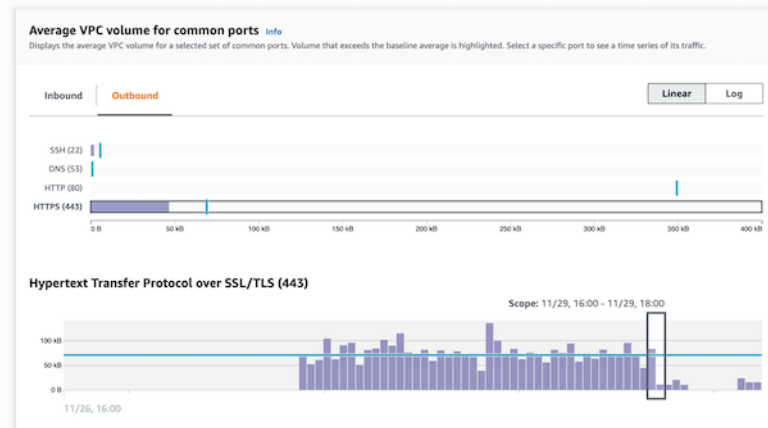 Average VPC volume for common ports Info
Displays the average VPC volume for a selected set of common ports. Volume that exceeds the baseline average is highlighted. Select a specific port to see a time series of its traffic.
Inbound Outbound Linear Log
SSH (22)
DNS (53)
HTTP (80)
HTTPS (443)
0 B 50 kB 100 kB 150 kB 200 kB 250 kB 300 kB 350 kB 400 kB
Hypertext Transfer Protocol over SSL/TLS (443)
Scope: 11/29, 16:00 - 11/29, 18:00
100 kB
50 kB
0 B
11/26, 16:00